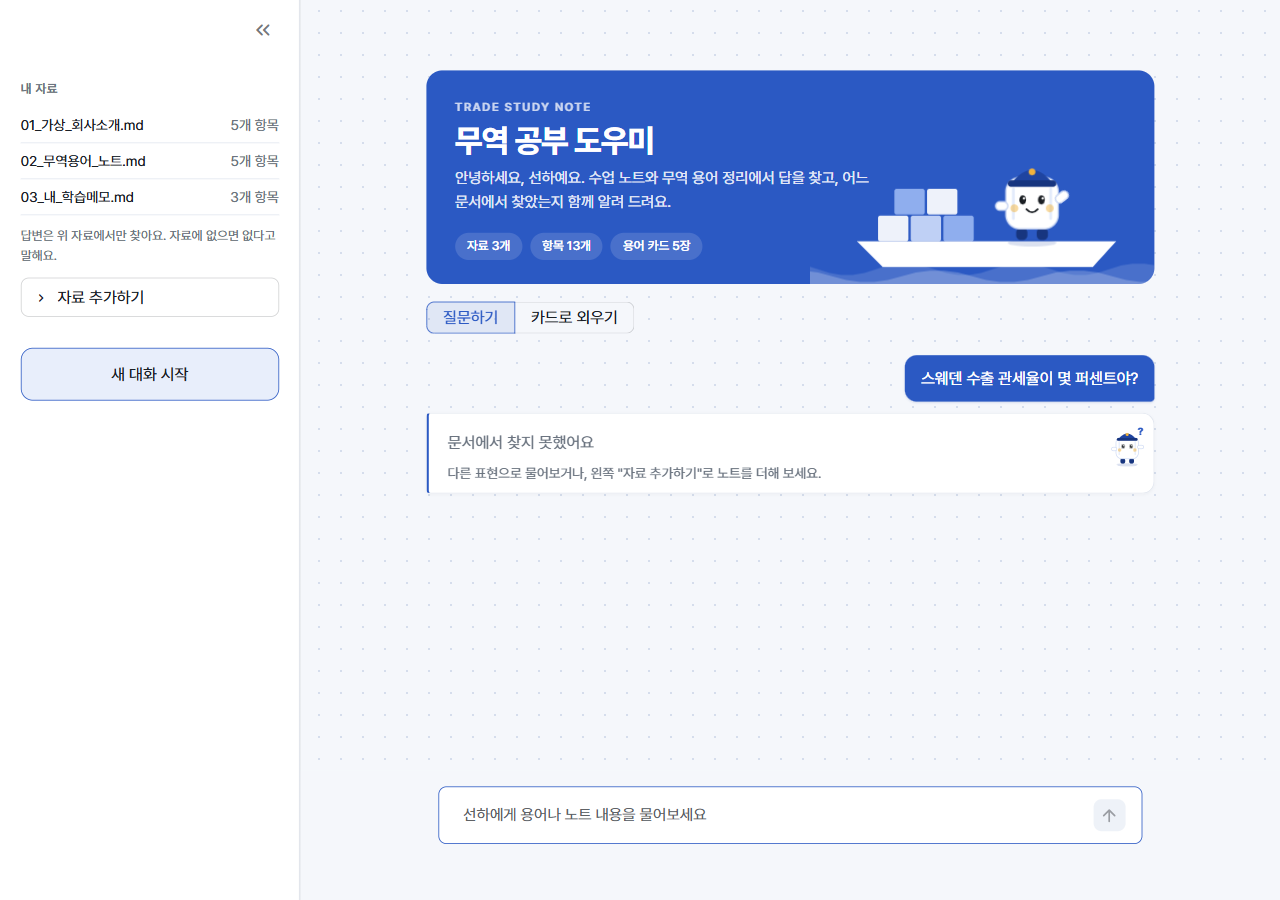 내 자료
01_가상_회사소개.md 5개 항목
02_무역용어_노트.md 5개 항목
03_내_학습메모.md 3개 항목
답변은 위 자료에서만 찾아요. 자료에 없으면 없다고
말해요.
자료 추가하기
새 대화 시작
TRADE STUDY NOTE
무역 공부 도우미
안녕하세요, 선하예요. 수업 노트와 무역 용어 정리에서 답을 찾고, 어느
문서에서 찾았는지 함께 알려 드려요.
자료 3개 항목 13개 용어 카드 5장
질문하기 카드로 외우기
스웨덴 수출 관세율이 몇 퍼센트야?
문서에서 찾지 못했어요
?
다른 표현으로 물어보거나, 왼쪽 "자료 추가하기"로 노트를 더해 보세요.
선하에게 용어나 노트 내용을 물어보세요